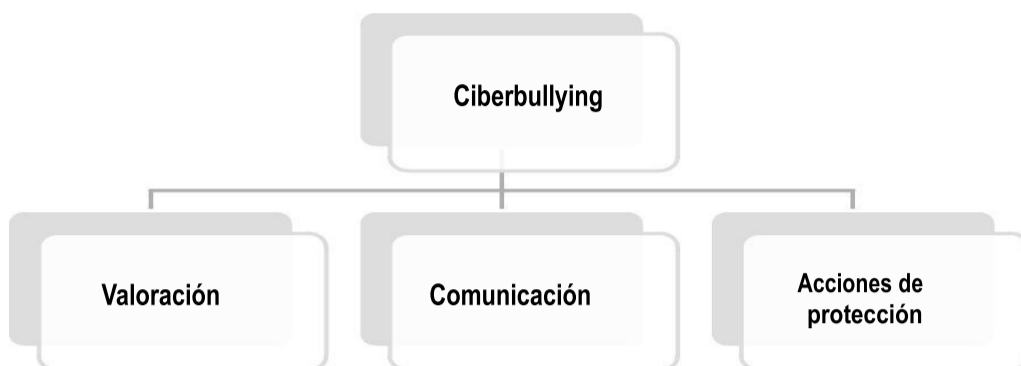 Ciberbullying
Valoración
Comunicación
Acciones de
protección